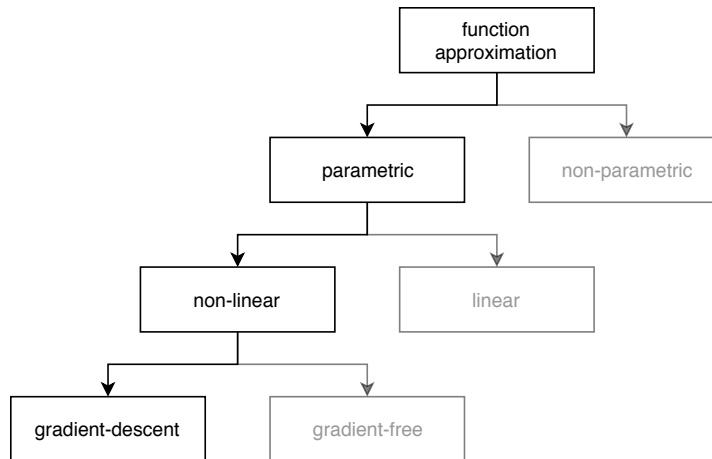 function
approximation
parametric
non-parametric
non-linear
linear
gradient-descent
gradient-free